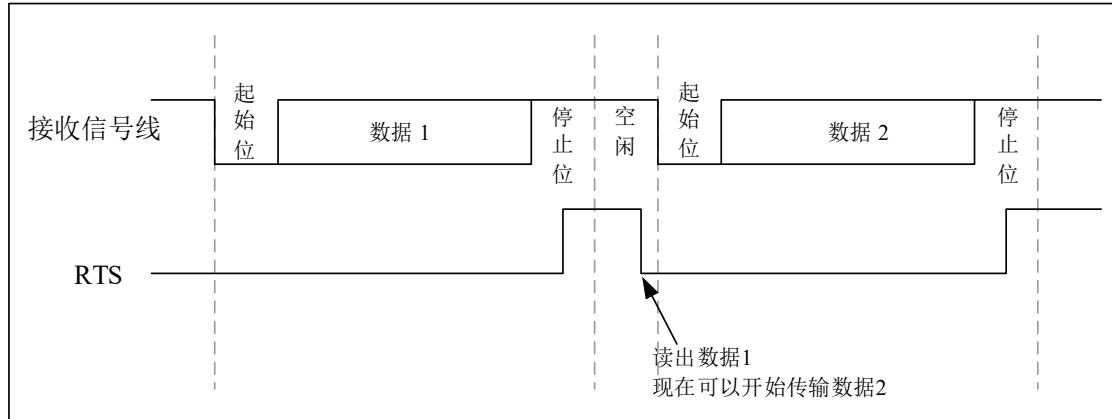 接收信号线
起始位
数据 1
停止位
空闲
起始位
数据 2
停止位
RTS
读出数据1
现在可以开始传输数据2